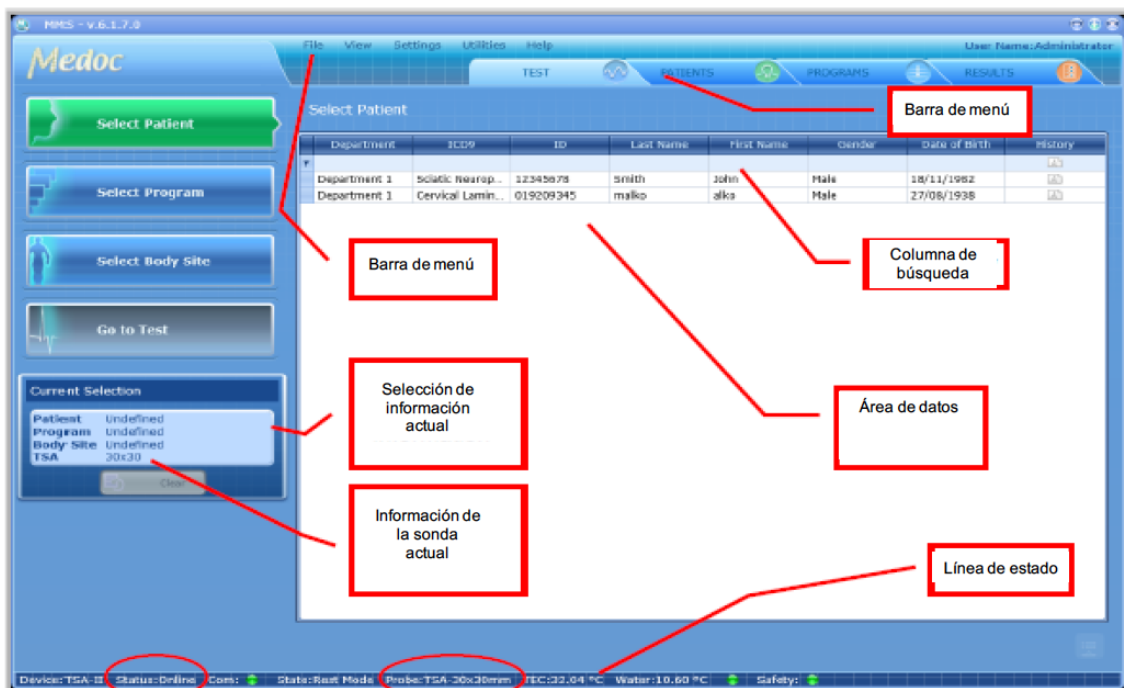 MMS - v.6.1.7.0
Medoc
File View Settings Utilities Help
User Name:Administrator
TEST PATIENTS PROGRAMS RESULTS
Select Patient
Select Program
Select Body Site
Go to Test
Current Selection
Patient Undefined
Program Undefined
Body Site Undefined
TSA 30x30
Clear
Select Patient
Department ICD9 ID Last Name First Name Gender Date of Birth History
Department 1 Sciatic Neurop... 12345678 Smith John Male 18/11/1982
Department 1 Cervical Lamin... 019209345 malko alko Male 27/08/1938
Barra de menú
Barra de menú
Columna de
búsqueda
Selección de
información
actual
Área de datos
Información de
la sonda
actual
Línea de estado
Device:TSA-II Status:Online Com: State:Rest Mode Probe:TSA-30x30mm TEC:32.04 °C Water:10.60 °C Safety: